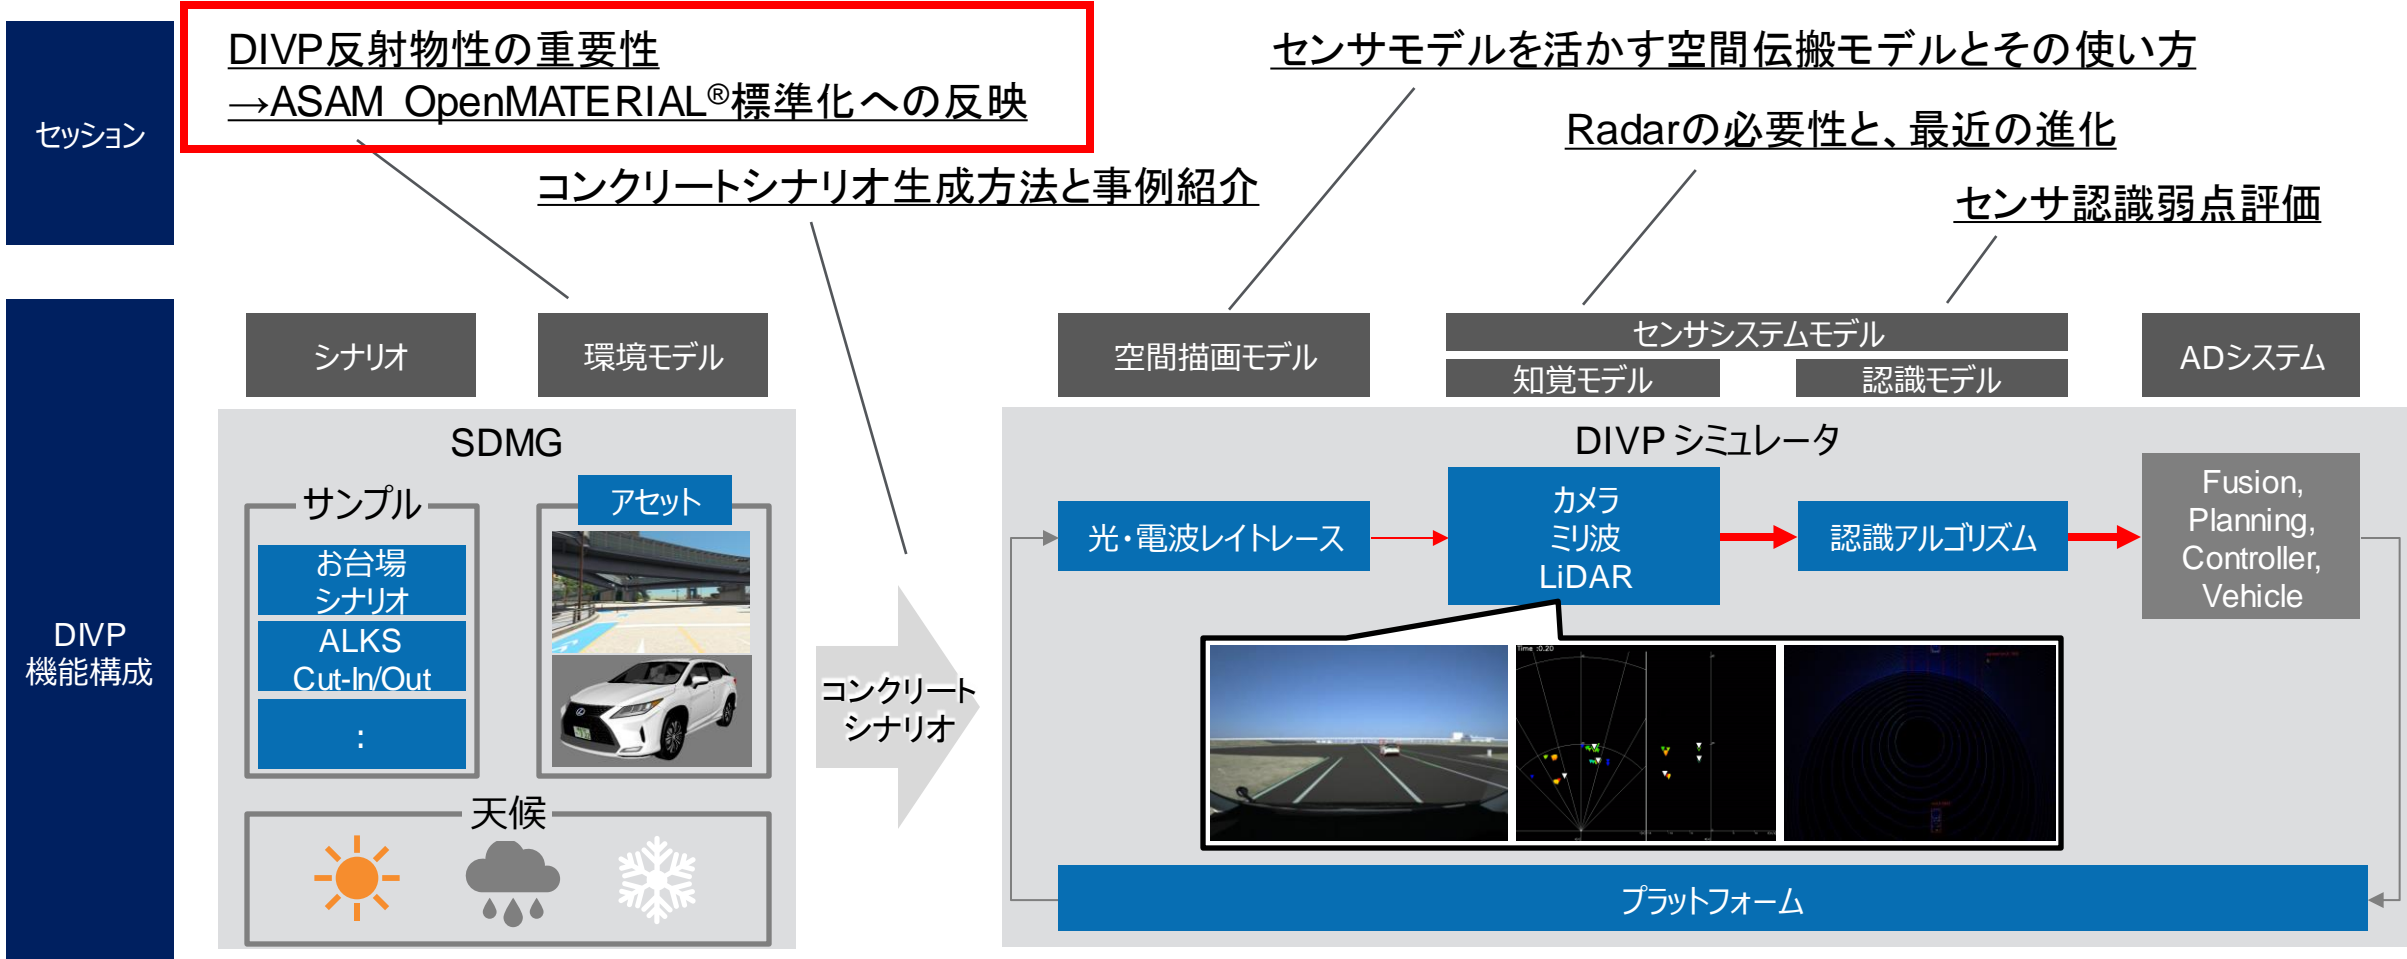 セッション
DIVP反射物性の重要性
→ASAM OpenMATERIAL®標準化への反映
コンクリートシナリオ生成方法と事例紹介
センサモデルを活かす空間伝搬モデルとその使い方
Radarの必要性と、最近の進化
センサ認識弱点評価
DIVP
機能構成
シナリオ
環境モデル
空間描画モデル
センサシステムモデル
知覚モデル
認識モデル
ADシステム
SDMG
サンプル
お台場
シナリオ
ALKS
Cut-In/Out
:
アセット
天候
コンクリート
シナリオ
DIVP シミュレータ
光・電波レイトレース
カメラ
ミリ波
LiDAR
認識アルゴリズム
Fusion,
Planning,
Controller,
Vehicle
Time :0.20
プラットフォーム